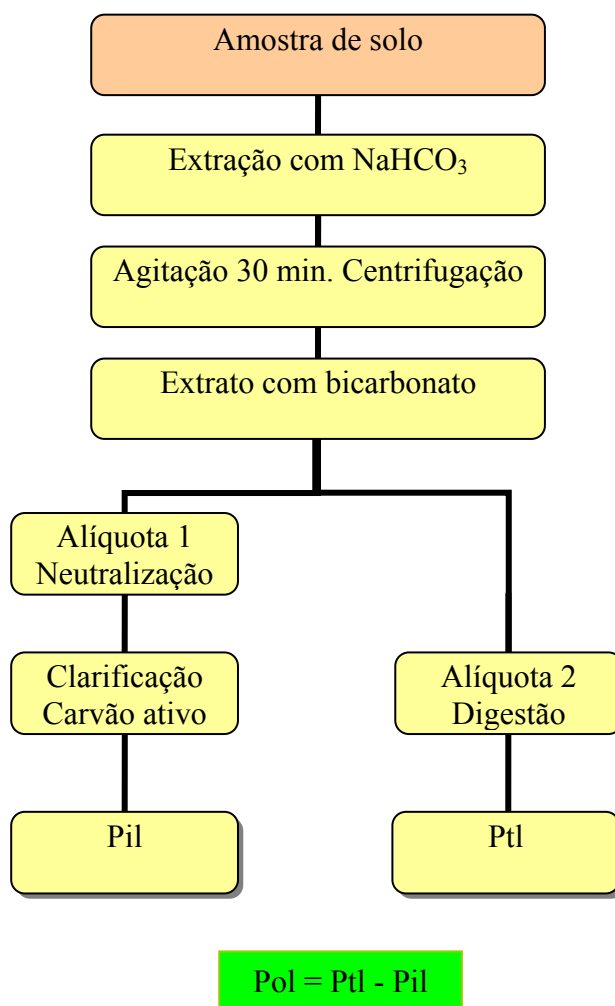 Amostra de solo
Extração com NaHCO₃
Agitação 30 min. Centrifugação
Extrato com bicarbonato
Alíquota 1
Neutralização
Clarificação
Carvão ativo
Alíquota 2
Digestão
Pil
Ptl
Pol = Ptl - Pil